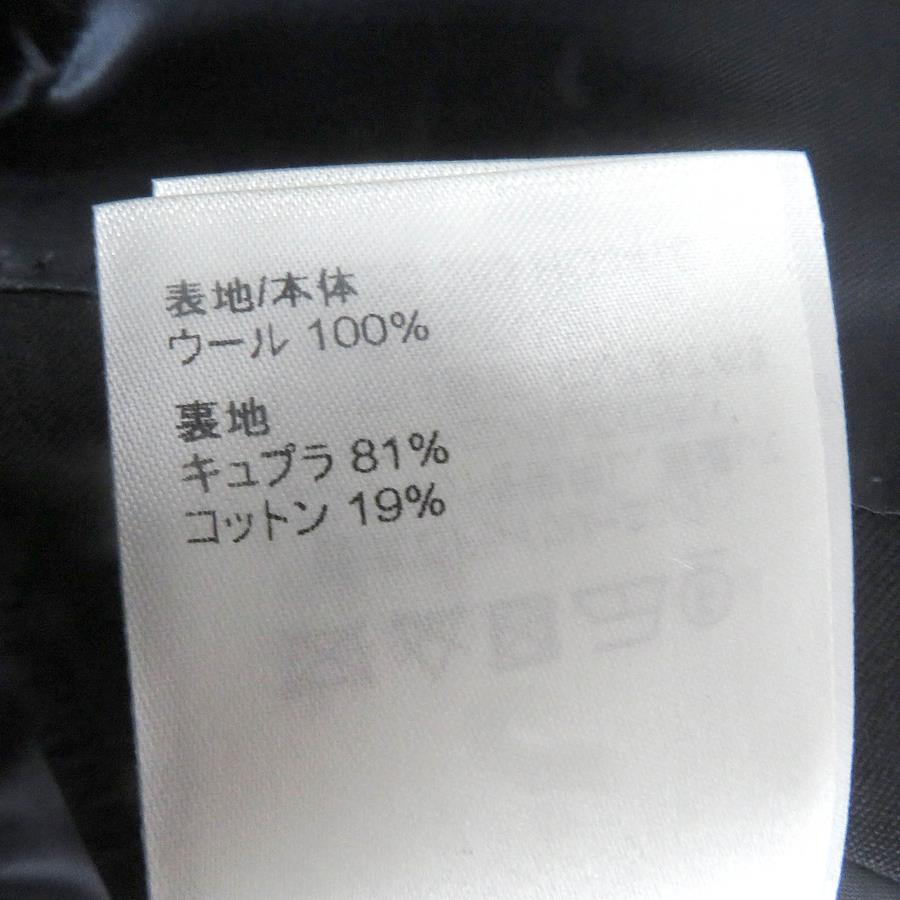 表地/本体
ウール 100%
裏地
キュプラ 81%
コットン 19%